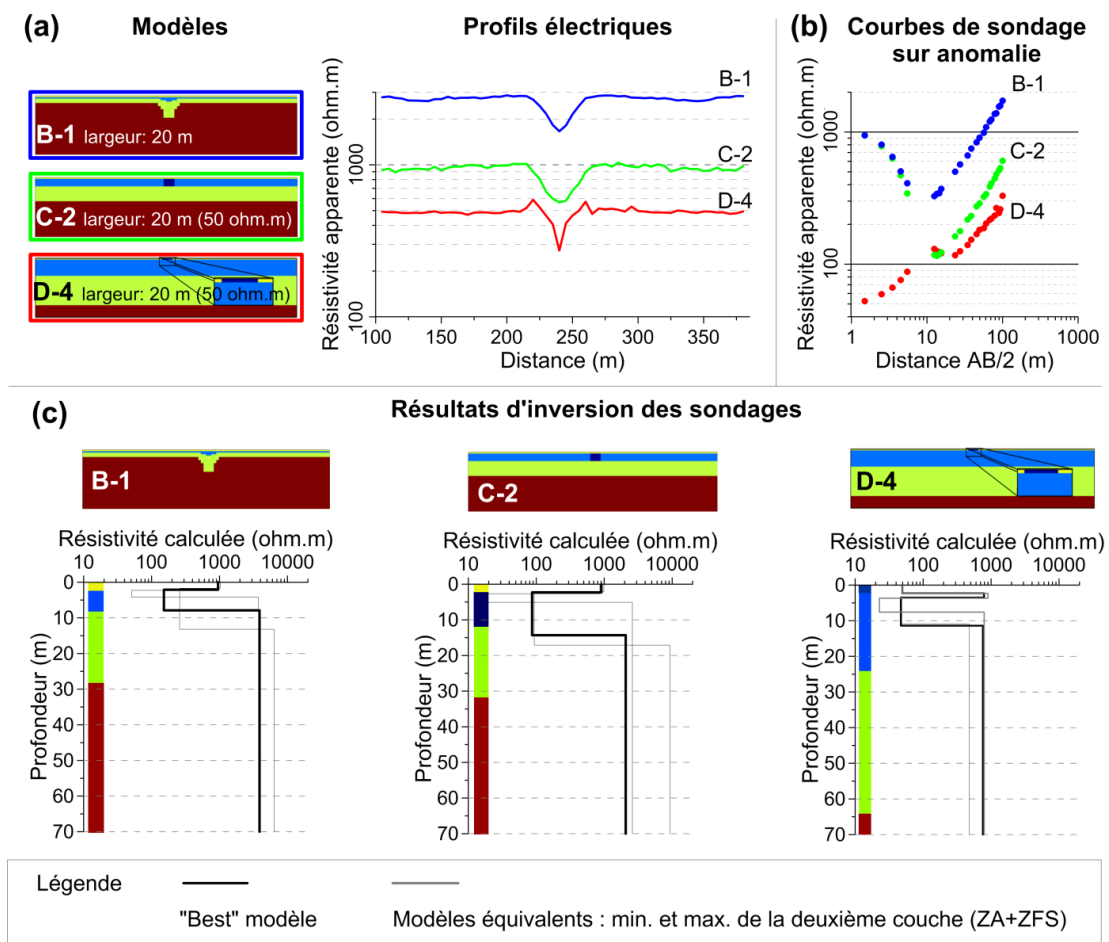 (a)
Modèles
Profils électriques
(b)
Courbes de sondage
sur anomalie
B-1 largeur: 20 m
C-2 largeur: 20 m (50 ohm.m)
D-4 largeur: 20 m (50 ohm.m)
Résistivité apparente (ohm.m)
1000
100
B-1
C-2
D-4
100 150 200 250 300 350
Distance (m)
Résistivité apparente (ohm.m)
1000
100
B-1
C-2
D-4
1 10 100 1000
Distance AB/2 (m)
(c)
Résultats d'inversion des sondages
B-1
C-2
D-4
Résistivité calculée (ohm.m)
10 100 1000 10000
Profondeur (m)
0
10
20
30
40
50
60
70
Résistivité calculée (ohm.m)
10 100 1000 10000
Profondeur (m)
0
10
20
30
40
50
60
70
Résistivité calculée (ohm.m)
10 100 1000 10000
Profondeur (m)
0
10
20
30
40
50
60
70
Légende
"Best" modèle
Modèles équivalents : min. et max. de la deuxième couche (ZA+ZFS)